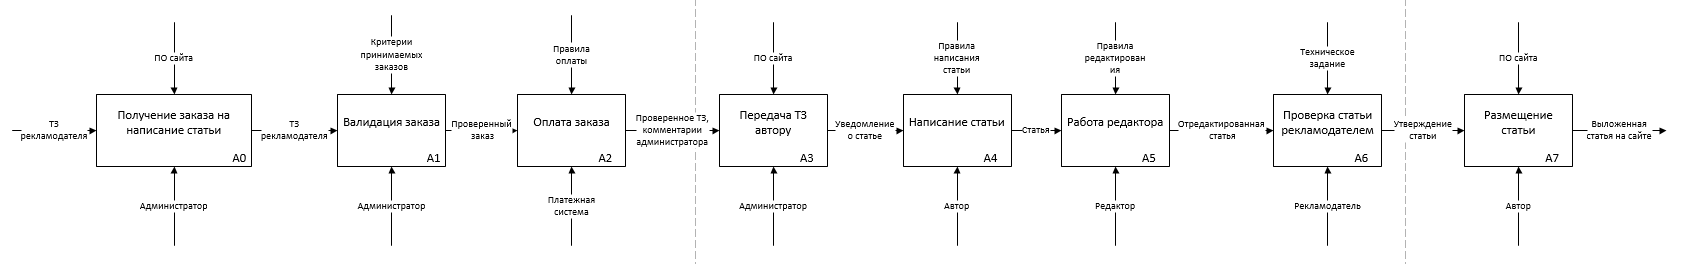 ПО сайта
Критерии
принимаемых
заказов
Правила
оплаты
ПО сайта
Правила
написания
статьи
Правила
редактирован
ия
Техническое
задание
ПО сайта
ТЗ
рекламодателя
Получение заказа на
написание статьи
A0
ТЗ
рекламодателя
Валидация заказа
A1
Проверенный
заказ
Оплата заказа
A2
Проверенное ТЗ,
комментарии
администратора
Передача ТЗ
автору
A3
Уведомление
о статье
Написание статьи
A4
Статья
Работа редактора
A5
Отредактированная
статья
Проверка статьи
рекламодателем
A6
Утверждение
статьи
Размещение
статьи
A7
Выложенная
статья на сайте
Администратор
Администратор
Платежная
система
Администратор
Автор
Редактор
Рекламодатель
Автор